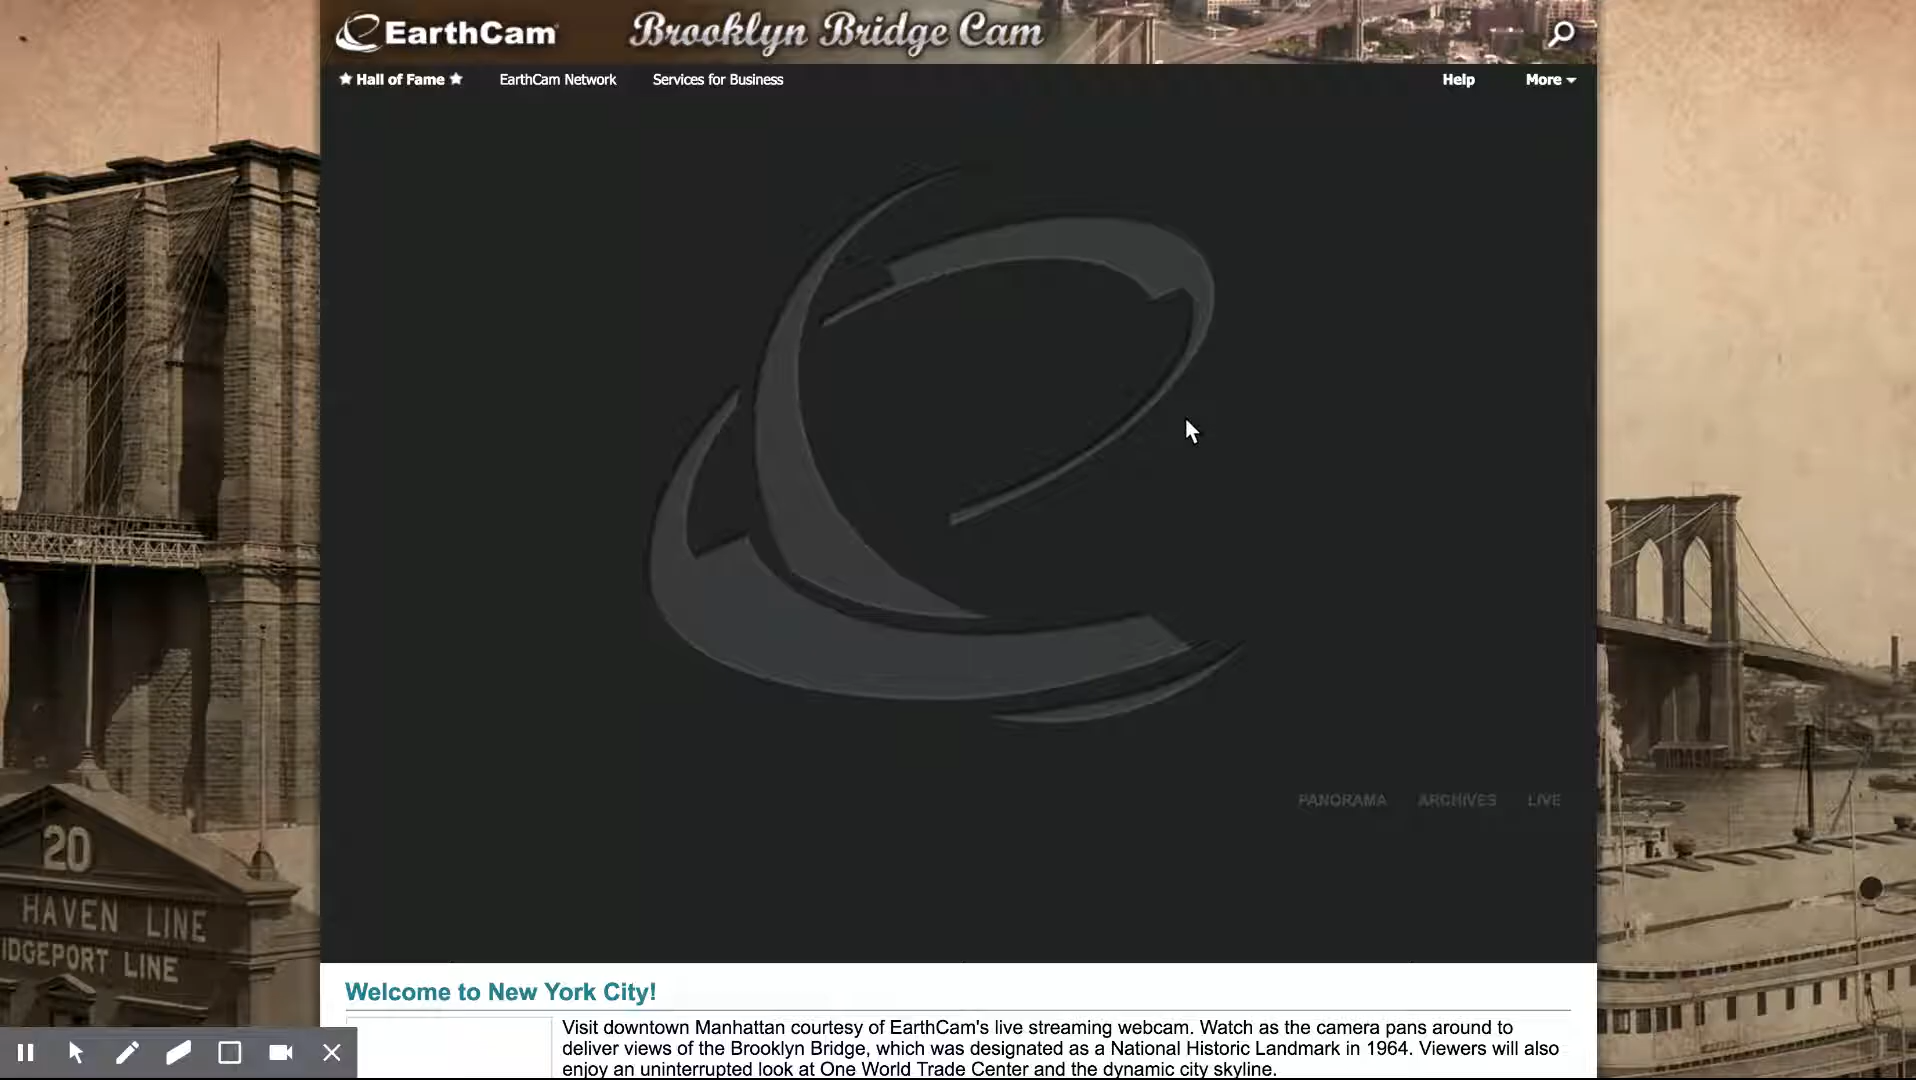 EarthCam
Brooklyn Bridge Cam
Hall of Fame
EarthCam Network
Services for Business
Help
More
PANORAMA
ARCHIVES
LIVE
20
HAVEN LINE
IDGEPORT LINE
Welcome to New York City!
Visit downtown Manhattan courtesy of EarthCam's live streaming webcam. Watch as the camera pans around to
deliver views of the Brooklyn Bridge, which was designated as a National Historic Landmark in 1964. Viewers will also
enjoy an uninterrupted look at One World Trade Center and the dynamic city skyline.